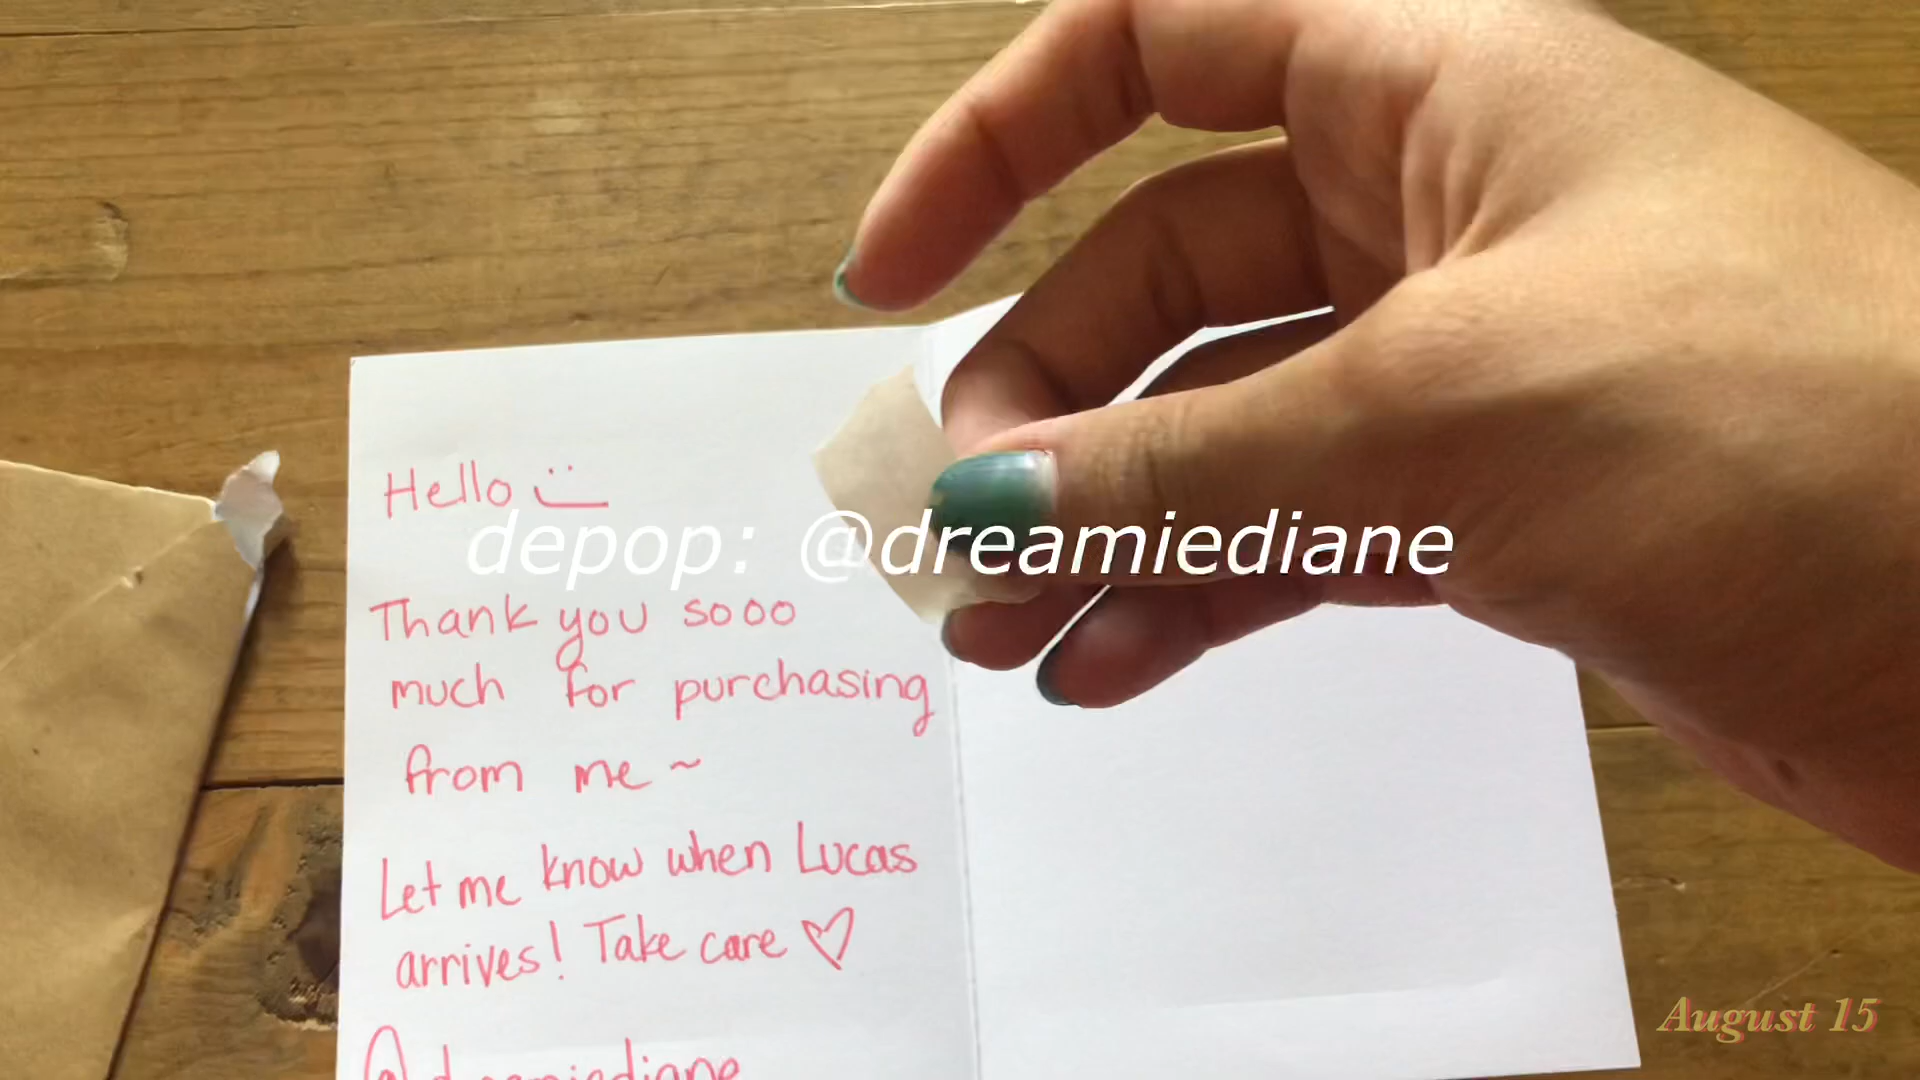 Hello
depop: @dreamiediane
Thank you sooo
much for purchasing
from me ~
Let me know when Lucas
arrives! Take care ♡
@dreamiediane
August 15